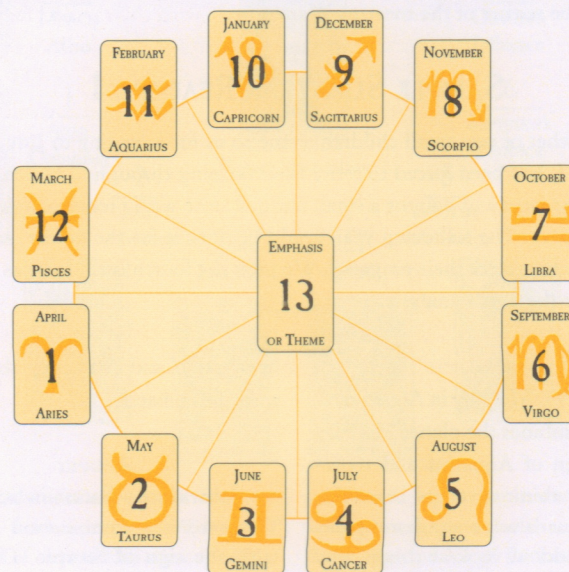 JANUARY
10
CAPRICORN
DECEMBER
9
SAGITTARIUS
FEBRUARY
11
AQUARIUS
NOVEMBER
8
SCORPIO
MARCH
12
PISCES
OCTOBER
7
LIBRA
EMPHASIS
13
OR THEME
APRIL
1
ARIES
SEPTEMBER
6
VIRGO
MAY
2
TAURUS
AUGUST
5
LEO
JUNE
3
GEMINI
JULY
4
CANCER